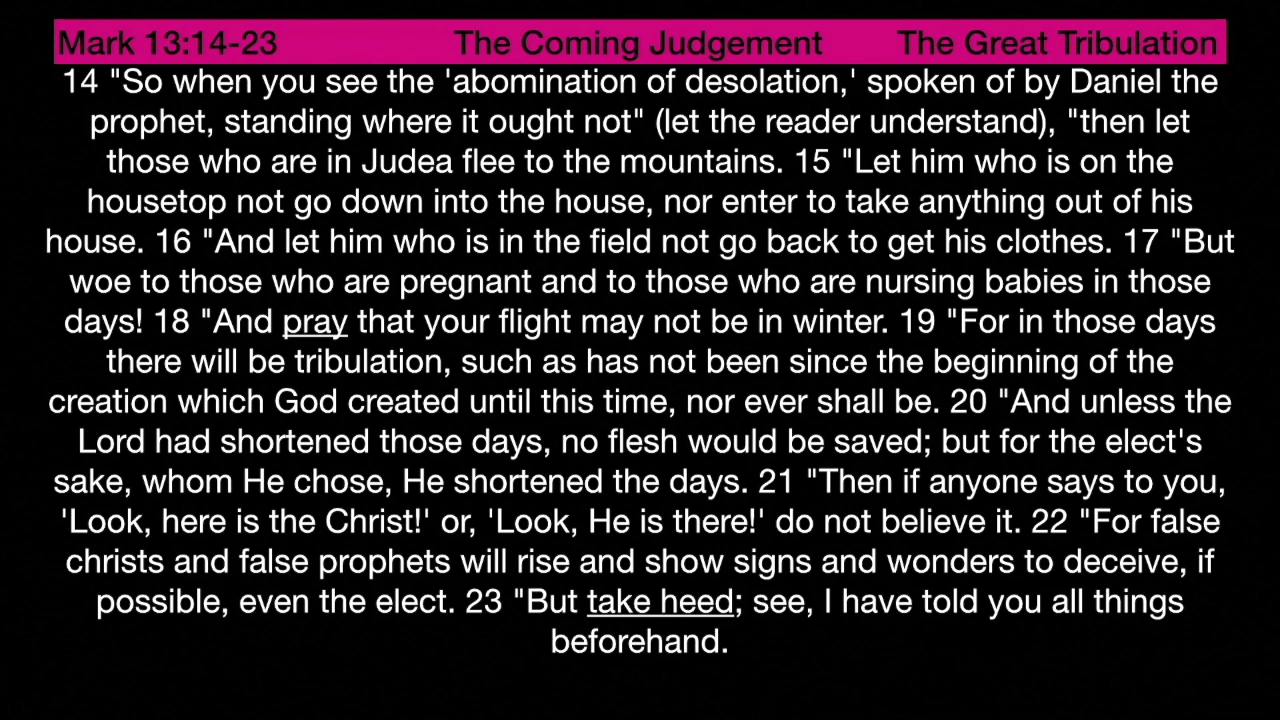 Mark 13:14-23 The Coming Judgement The Great Tribulation
14 "So when you see the 'abomination of desolation,' spoken of by Daniel the
prophet, standing where it ought not" (let the reader understand), "then let
those who are in Judea flee to the mountains. 15 "Let him who is on the
housetop not go down into the house, nor enter to take anything out of his
house. 16 "And let him who is in the field not go back to get his clothes. 17 "But
woe to those who are pregnant and to those who are nursing babies in those
days! 18 "And pray that your flight may not be in winter. 19 "For in those days
there will be tribulation, such as has not been since the beginning of the
creation which God created until this time, nor ever shall be. 20 "And unless the
Lord had shortened those days, no flesh would be saved; but for the elect's
sake, whom He chose, He shortened the days. 21 "Then if anyone says to you,
'Look, here is the Christ!' or, 'Look, He is there!' do not believe it. 22 "For false
christs and false prophets will rise and show signs and wonders to deceive, if
possible, even the elect. 23 "But take heed; see, I have told you all things
beforehand.